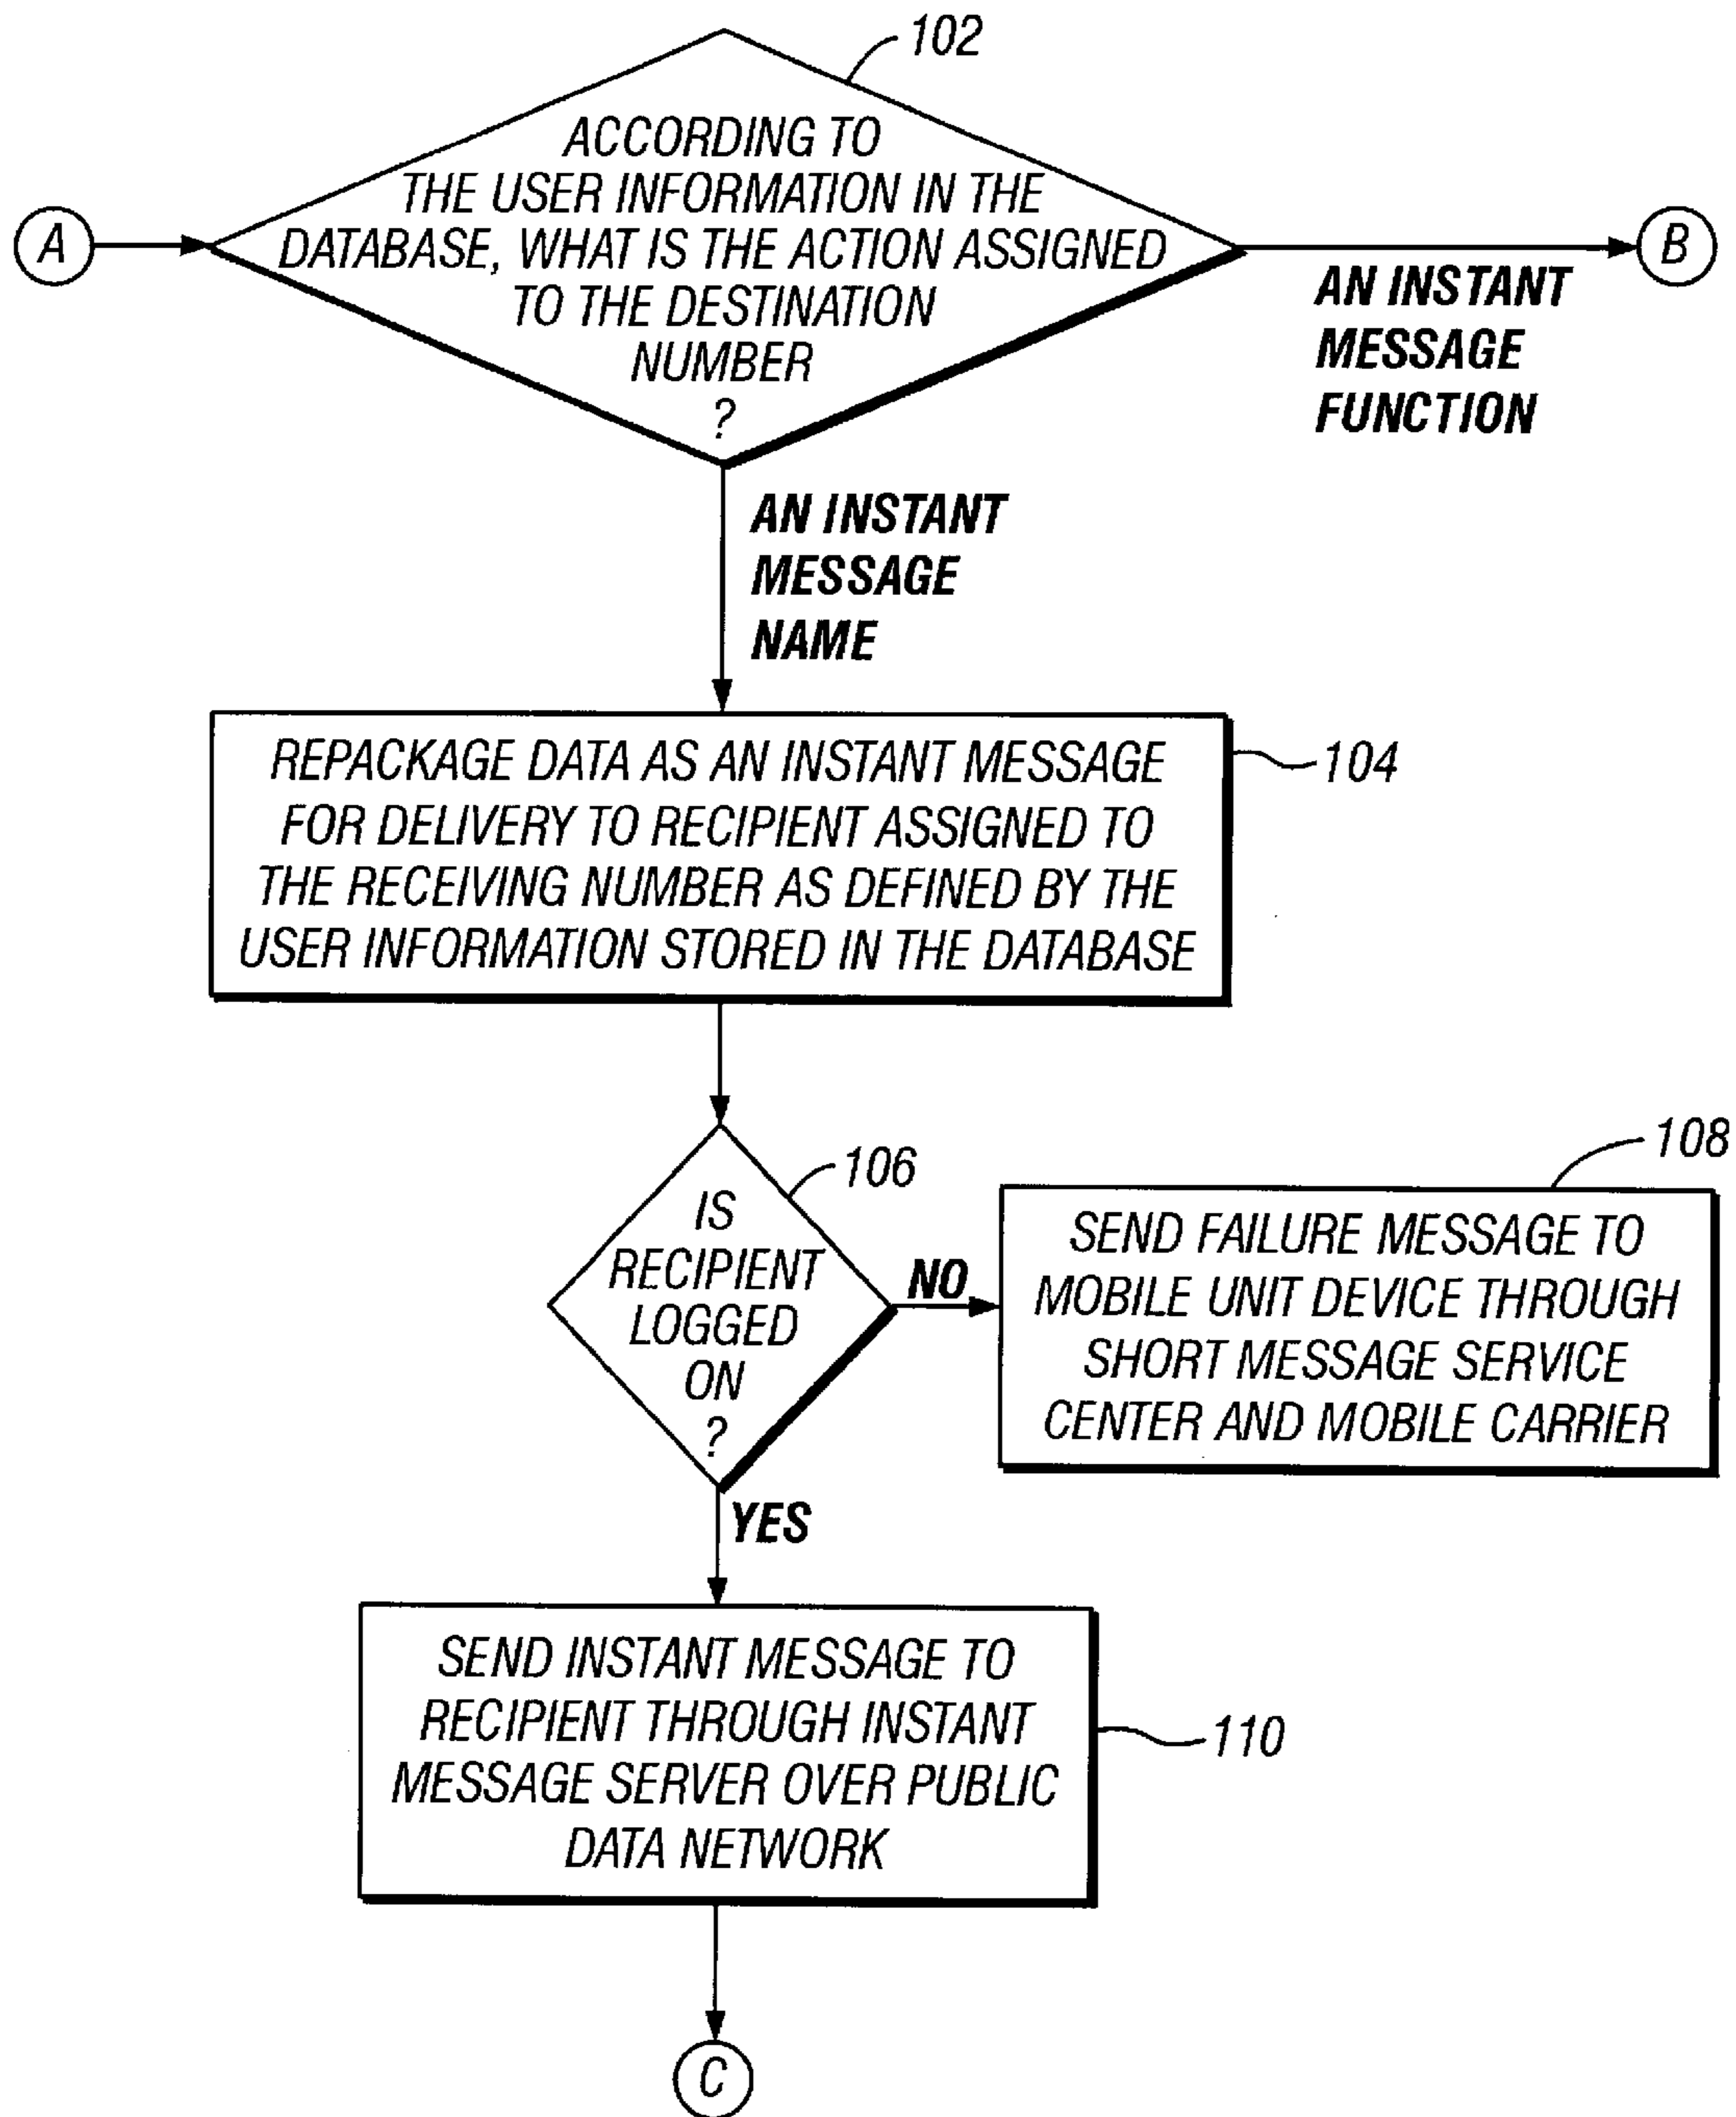 102
ACCORDING TO
THE USER INFORMATION IN THE
DATABASE, WHAT IS THE ACTION ASSIGNED
TO THE DESTINATION
NUMBER
?
A
B
AN INSTANT
MESSAGE
FUNCTION
AN INSTANT
MESSAGE
NAME
REPACKAGE DATA AS AN INSTANT MESSAGE
FOR DELIVERY TO RECIPIENT ASSIGNED TO
THE RECEIVING NUMBER AS DEFINED BY THE
USER INFORMATION STORED IN THE DATABASE
104
106
IS
RECIPIENT
LOGGED
ON
?
NO
108
SEND FAILURE MESSAGE TO
MOBILE UNIT DEVICE THROUGH
SHORT MESSAGE SERVICE
CENTER AND MOBILE CARRIER
YES
SEND INSTANT MESSAGE TO
RECIPIENT THROUGH INSTANT
MESSAGE SERVER OVER PUBLIC
DATA NETWORK
110
C